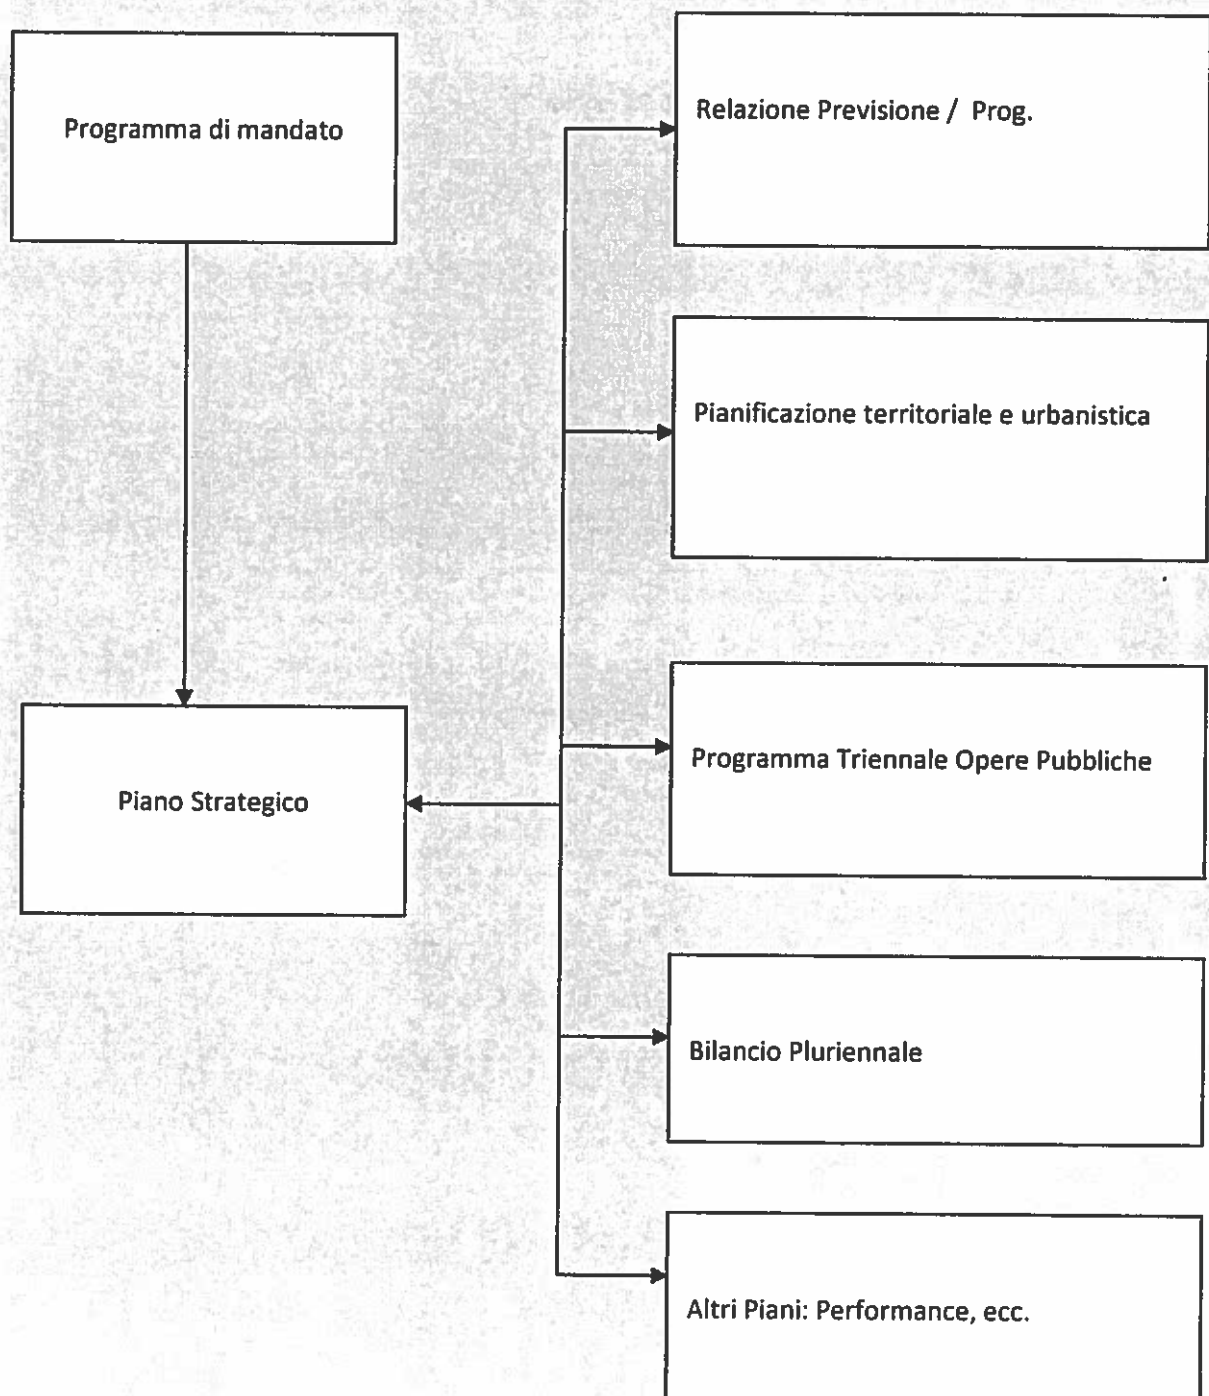 Programma di mandato
Relazione Previsione / Prog.
Pianificazione territoriale e urbanistica
Programma Triennale Opere Pubbliche
Piano Strategico
Bilancio Pluriennale
Altri Piani: Performance, ecc.